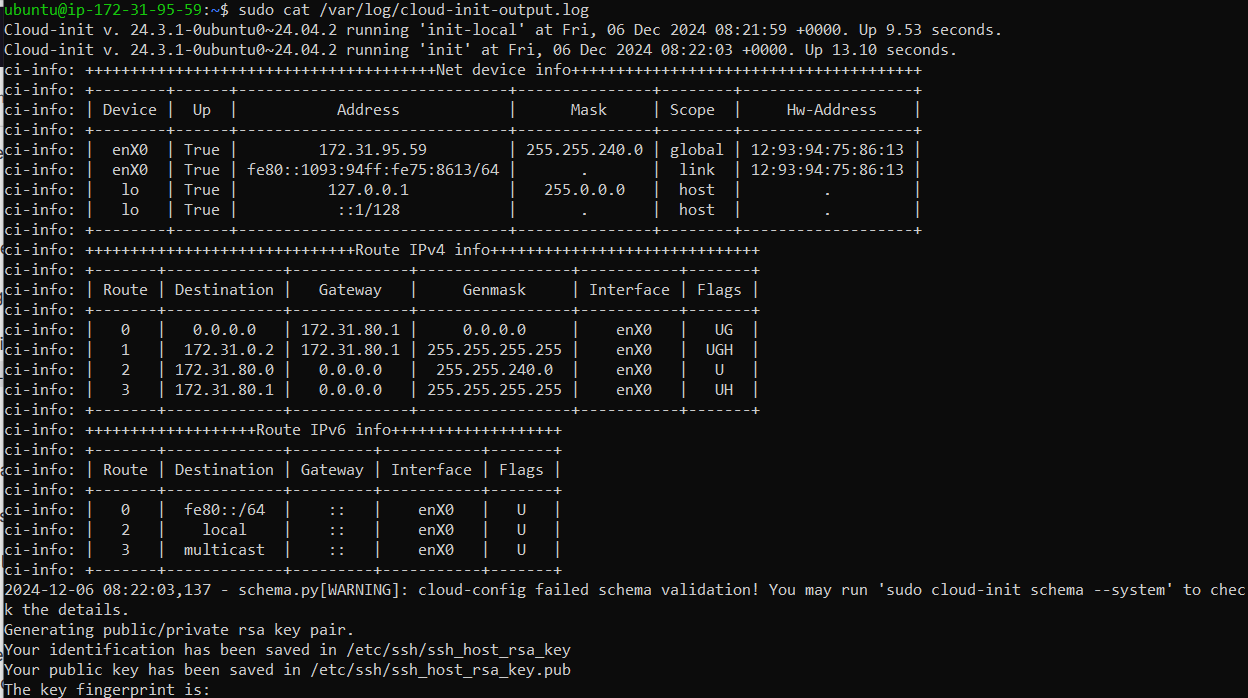 ubuntu@ip-172-31-95-59:~$ sudo cat /var/log/cloud-init-output.log
Cloud-init v. 24.3.1-0ubuntu0~24.04.2 running 'init-local' at Fri, 06 Dec 2024 08:21:59 +0000. Up 9.53 seconds.
Cloud-init v. 24.3.1-0ubuntu0~24.04.2 running 'init' at Fri, 06 Dec 2024 08:22:03 +0000. Up 13.10 seconds.
ci-info: +++++++++++++++++++++++++++++++++++++++Net device info+++++++++++++++++++++++++++++++++++++++
ci-info: +--------+------+------------------------------+---------------+--------+-------------------+
ci-info: | Device |  Up  |           Address            |      Mask     | Scope  |     Hw-Address    |
ci-info: +--------+------+------------------------------+---------------+--------+-------------------+
ci-info: |  enX0  | True |         172.31.95.59         | 255.255.240.0 | global | 12:93:94:75:86:13 |
ci-info: |  enX0  | True | fe80::1093:94ff:fe75:8613/64 |       .       |  link  | 12:93:94:75:86:13 |
ci-info: |   lo   | True |          127.0.0.1           |   255.0.0.0   |  host  |         .         |
ci-info: |   lo   | True |           ::1/128            |       .       |  host  |         .         |
ci-info: +--------+------+------------------------------+---------------+--------+-------------------+
ci-info: ++++++++++++++++++++++++++++++Route IPv4 info++++++++++++++++++++++++++++++
ci-info: +-------+-------------+-------------+-----------------+-----------+-------+
ci-info: | Route | Destination |   Gateway   |     Genmask     | Interface | Flags |
ci-info: +-------+-------------+-------------+-----------------+-----------+-------+
ci-info: |   0   |   0.0.0.0   | 172.31.80.1 |     0.0.0.0     |    enX0   |   UG  |
ci-info: |   1   |  172.31.0.2 | 172.31.80.1 | 255.255.255.255 |    enX0   |  UGH  |
ci-info: |   2   | 172.31.80.0 |   0.0.0.0   |  255.255.240.0  |    enX0   |   U   |
ci-info: |   3   | 172.31.80.1 |   0.0.0.0   | 255.255.255.255 |    enX0   |   UH  |
ci-info: +-------+-------------+-------------+-----------------+-----------+-------+
ci-info: +++++++++++++++++++Route IPv6 info+++++++++++++++++++
ci-info: +-------+-------------+---------+-----------+-------+
ci-info: | Route | Destination | Gateway | Interface | Flags |
ci-info: +-------+-------------+---------+-----------+-------+
ci-info: |   0   |  fe80::/64  |    ::   |    enX0   |   U   |
ci-info: |   2   |    local    |    ::   |    enX0   |   U   |
ci-info: |   3   |  multicast  |    ::   |    enX0   |   U   |
ci-info: +-------+-------------+---------+-----------+-------+
2024-12-06 08:22:03,137 - schema.py[WARNING]: cloud-config failed schema validation! You may run 'sudo cloud-init schema --system' to chec
k the details.
Generating public/private rsa key pair.
Your identification has been saved in /etc/ssh/ssh_host_rsa_key
Your public key has been saved in /etc/ssh/ssh_host_rsa_key.pub
The key fingerprint is: